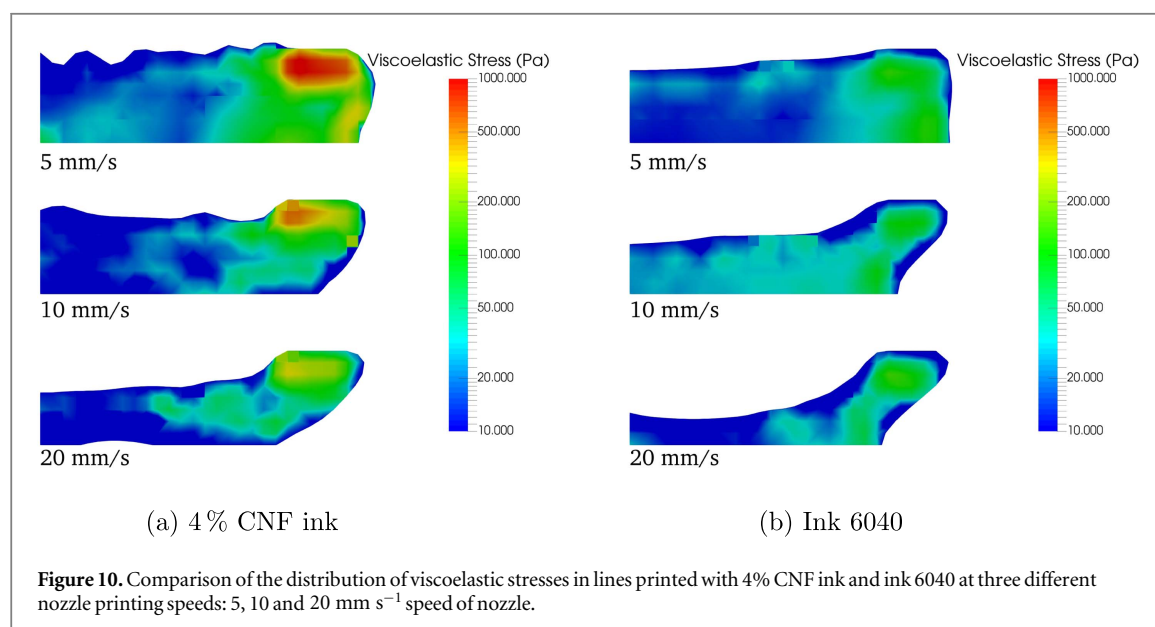 Viscoelastic Stress (Pa)
1000.000
500.000
200.000
100.000
50.000
20.000
10.000
5 mm/s
10 mm/s
20 mm/s
(a) 4 % CNF ink
Viscoelastic Stress (Pa)
1000.000
500.000
200.000
100.000
50.000
20.000
10.000
5 mm/s
10 mm/s
20 mm/s
(b) Ink 6040
Figure 10. Comparison of the distribution of viscoelastic stresses in lines printed with 4% CNF ink and ink 6040 at three different
nozzle printing speeds: 5, 10 and 20 mm s⁻¹ speed of nozzle.